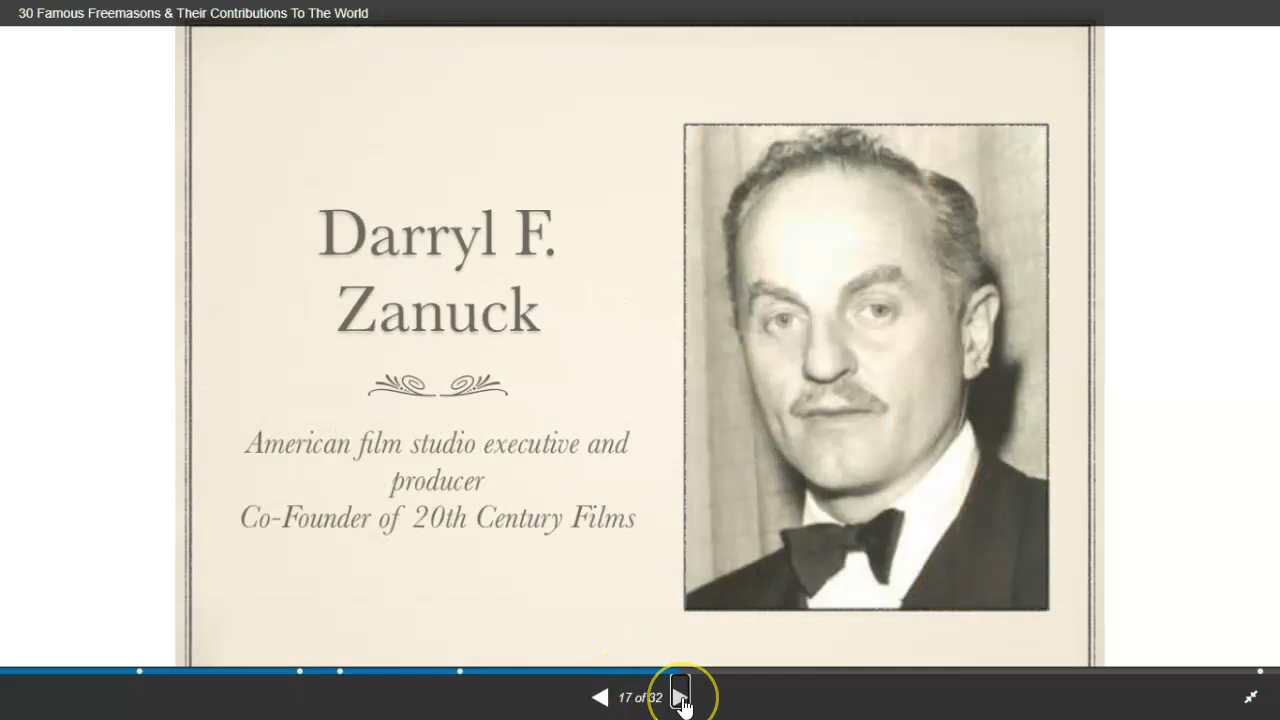 30 Famous Freemasons & Their Contributions To The World
Darryl F.
Zanuck
American film studio executive and
producer
Co-Founder of 20th Century Films
17 of 32